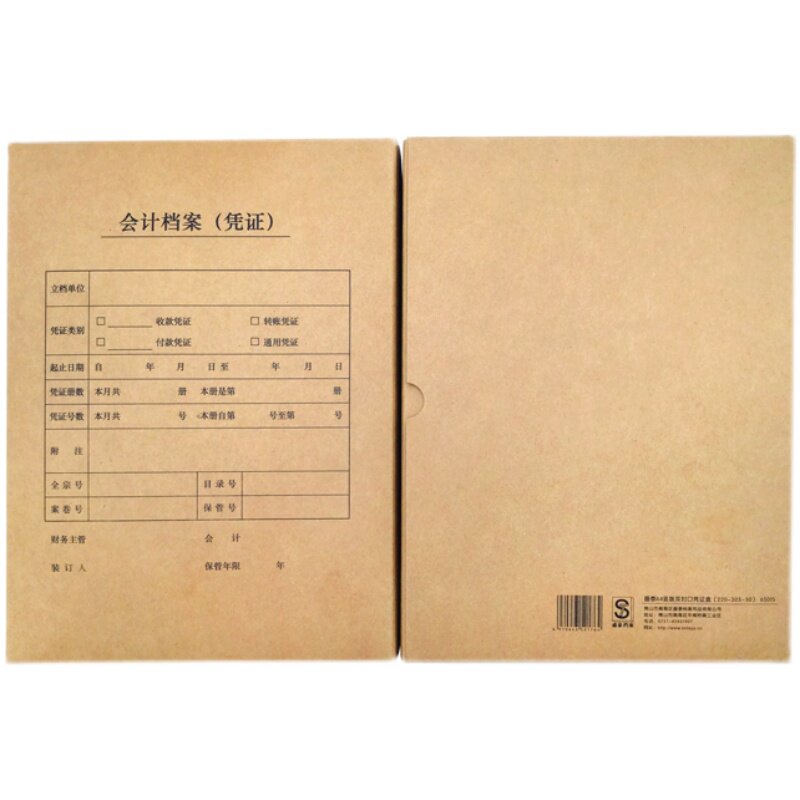 会计档案（凭证）
立档单位
凭证类别 □ 收款凭证 □ 转账凭证
□ 付款凭证 □ 通用凭证
起止日期 自 年 月 日 至 年 月 日
凭证册数 本月共 册 本册是第 册
凭证号数 本月共 号 本册自第 号至第 号
附 注
全宗号 目录号
案卷号 保管号
财务主管 会 计
装订人 保管年限 年